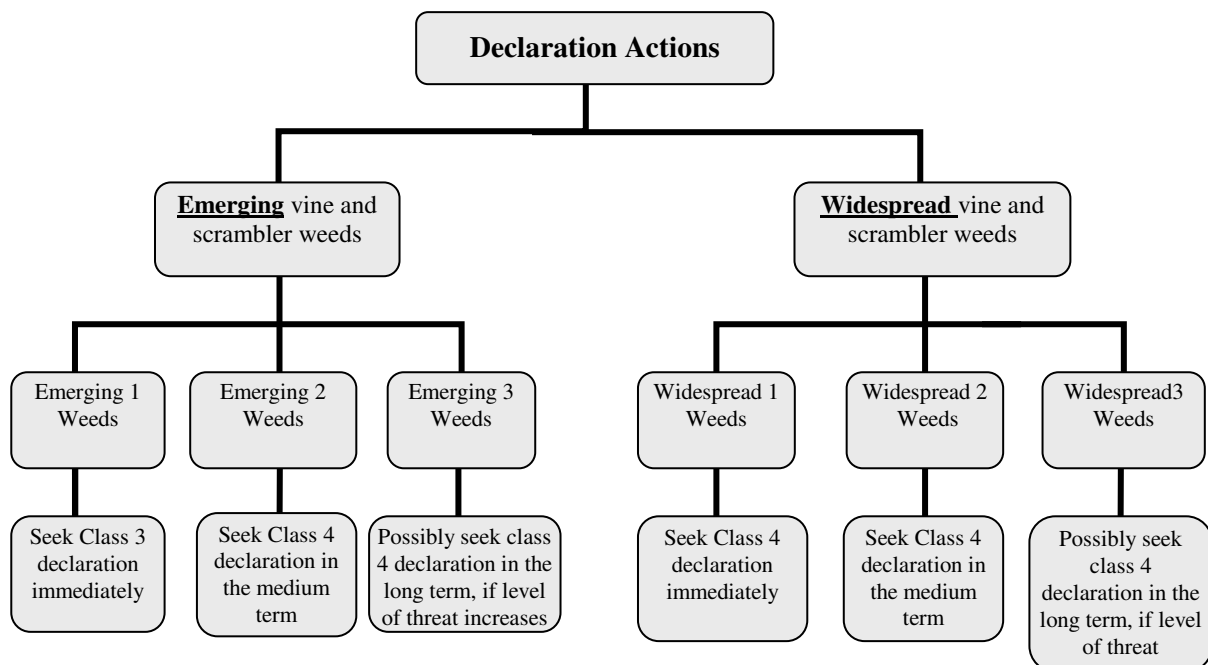 Declaration Actions
Emerging vine and
scrambler weeds
Widespread vine and
scrambler weeds
Emerging 1
Weeds
Emerging 2
Weeds
Emerging 3
Weeds
Widespread 1
Weeds
Widespread 2
Weeds
Widespread3
Weeds
Seek Class 3
declaration
immediately
Seek Class 4
declaration in
the medium
term
Possibly seek class
4 declaration in the
long term, if level
of threat increases
Seek Class 4
declaration
immediately
Seek Class 4
declaration in
the medium
term
Possibly seek
class 4
declaration in the
long term, if level
of threat